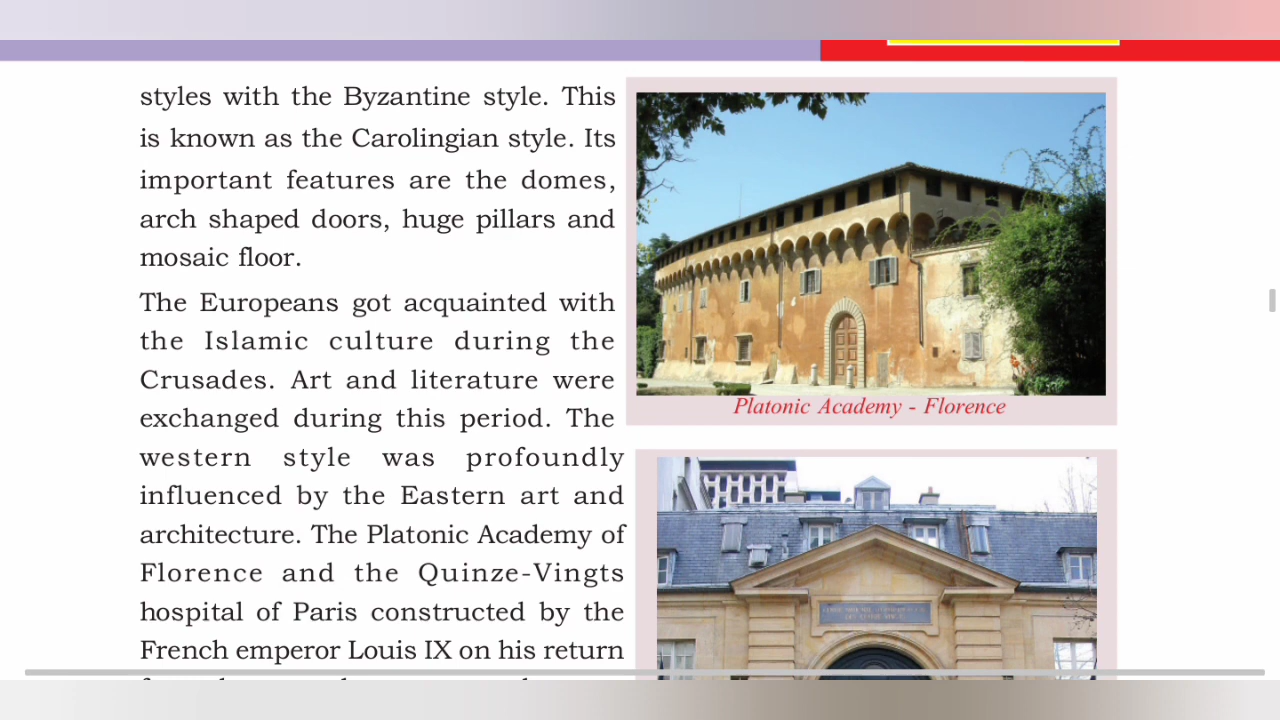 styles with the Byzantine style. This
is known as the Carolingian style. Its
important features are the domes,
arch shaped doors, huge pillars and
mosaic floor.
The Europeans got acquainted with
the Islamic culture during the
Crusades. Art and literature were
exchanged during this period. The
western style was profoundly
influenced by the Eastern art and
architecture. The Platonic Academy of
Florence and the Quinze-Vingts
hospital of Paris constructed by the
French emperor Louis IX on his return
Platonic Academy - Florence